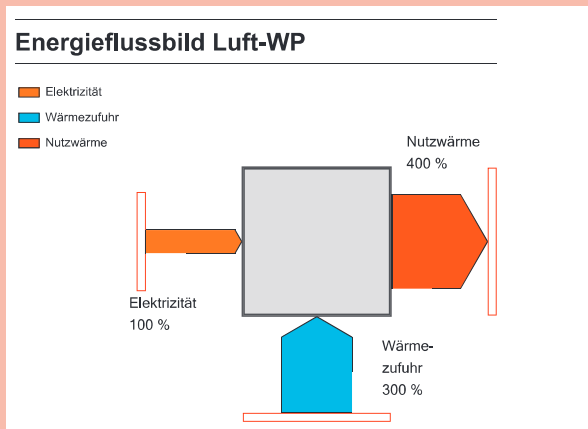 Energieflussbild Luft-WP
Elektrizität
Wärmezufuhr
Nutzwärme
Nutzwärme
400 %
Elektrizität
100 %
Wärme-
zufuhr
300 %